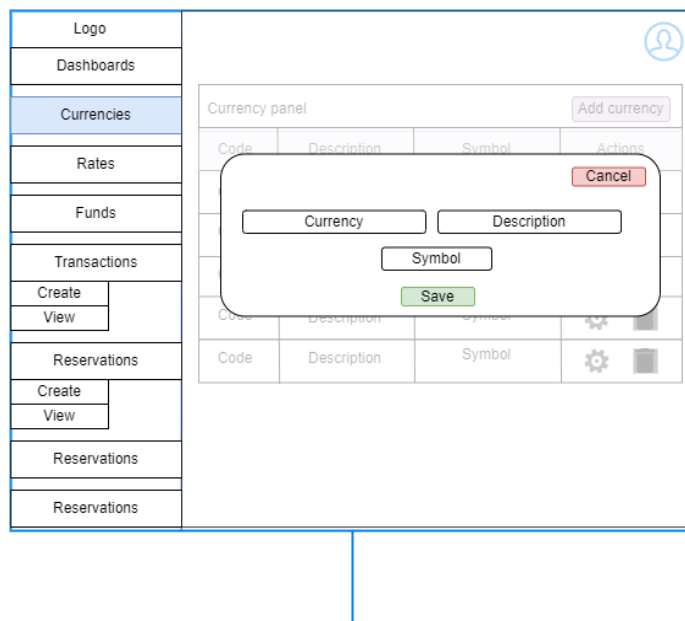 Logo
Dashboards
Currencies
Rates
Funds
Transactions
Create
View
Reservations
Create
View
Reservations
Reservations
Currency panel
Add currency
Code Description Symbol Actions
Cancel
Currency Description
Symbol
Save
Code Description Symbol
Code Description Symbol